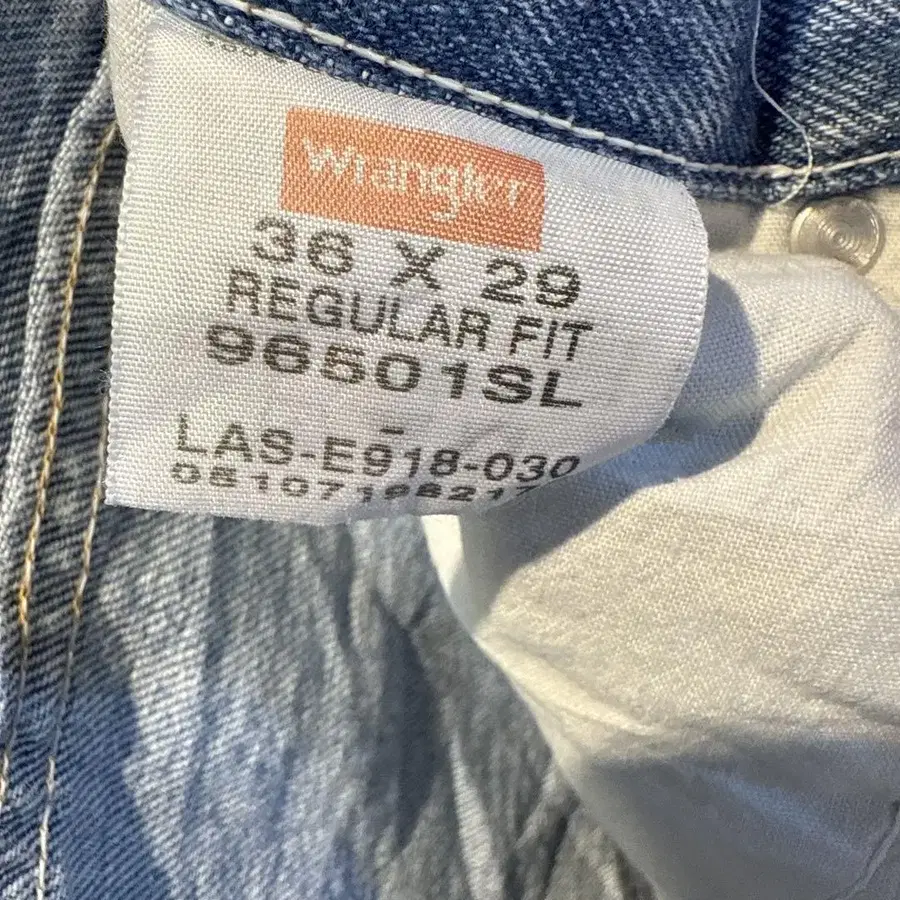 Wrangler
36 X 29
REGULAR FIT
96501SL
-
LAS-E918-030